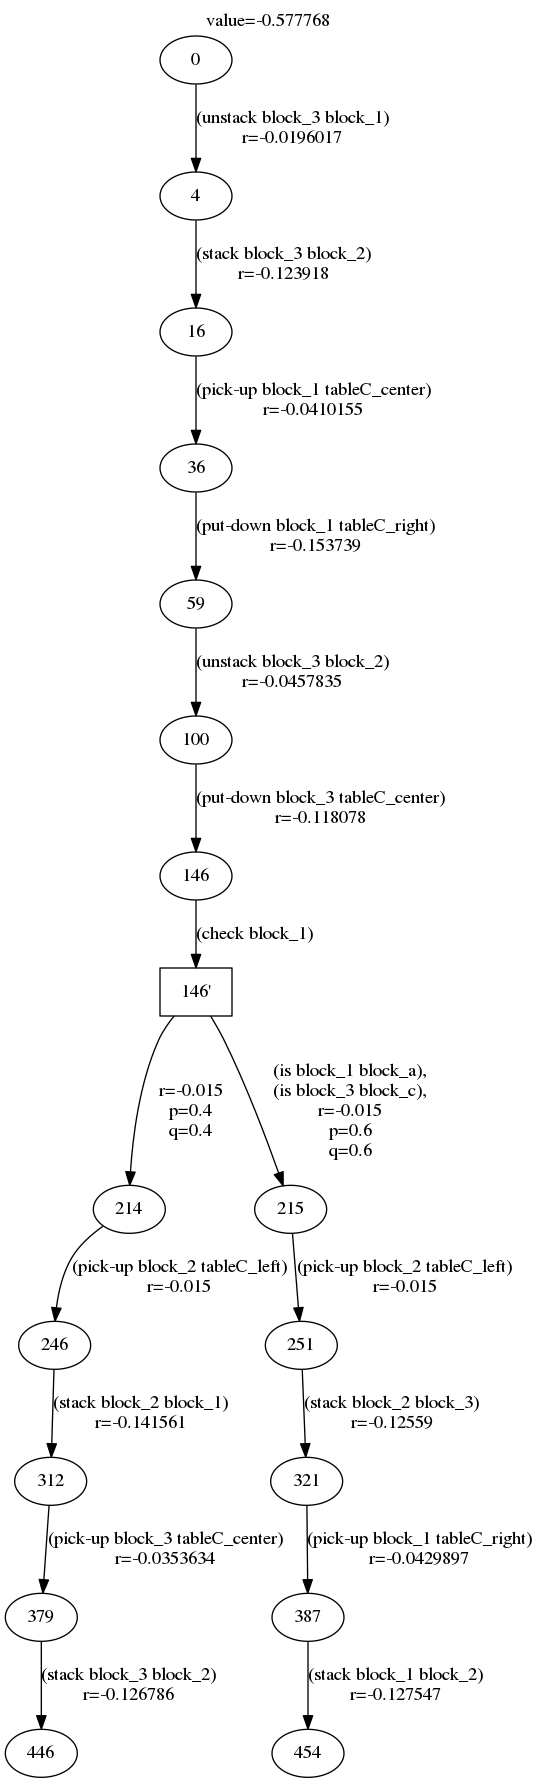 value=-0.577768
0
(unstack block_3 block_1)
r=-0.0196017
4
(stack block_3 block_2)
r=-0.123918
16
(pick-up block_1 tableC_center)
r=-0.0410155
36
(put-down block_1 tableC_right)
r=-0.153739
59
(unstack block_3 block_2)
r=-0.0457835
100
(put-down block_3 tableC_center)
r=-0.118078
146
(check block_1)
146'
r=-0.015
p=0.4
q=0.4
(is block_1 block_a),
(is block_3 block_c),
r=-0.015
p=0.6
q=0.6
214
215
(pick-up block_2 tableC_left)
r=-0.015
(pick-up block_2 tableC_left)
r=-0.015
246
251
(stack block_2 block_1)
r=-0.141561
(stack block_2 block_3)
r=-0.12559
312
321
(pick-up block_3 tableC_center)
r=-0.0353634
(pick-up block_1 tableC_right)
r=-0.0429897
379
387
(stack block_3 block_2)
r=-0.126786
(stack block_1 block_2)
r=-0.127547
446
454